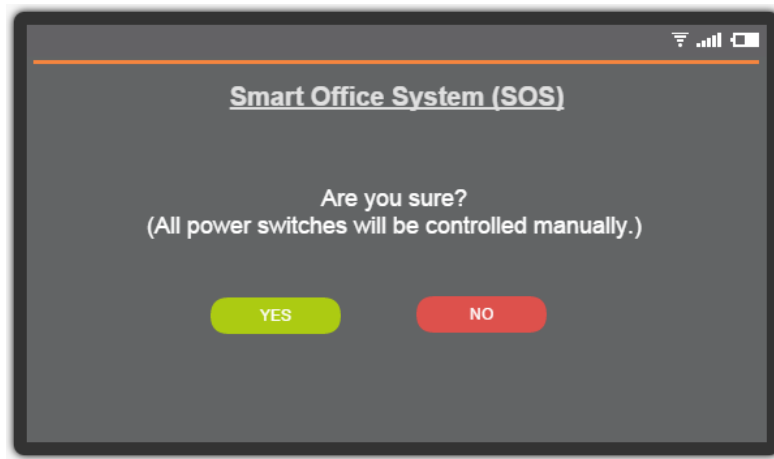 Smart Office System (SOS)
Are you sure?
(All power switches will be controlled manually.)
YES
NO